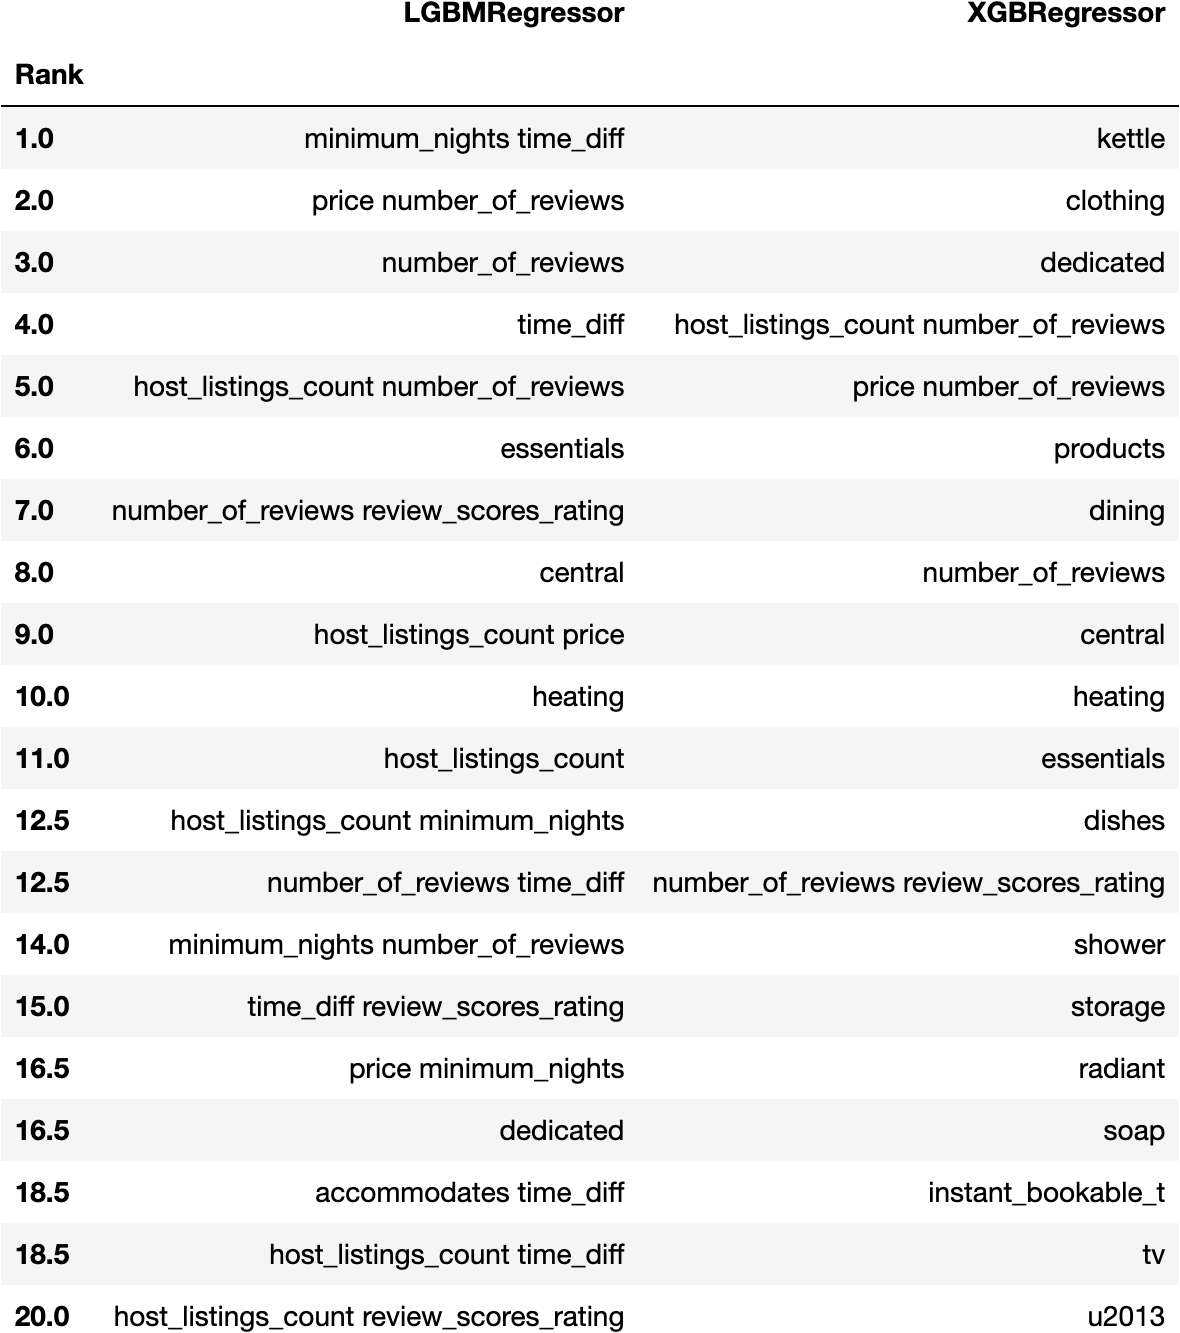 LGBMRegressor XGBRegressor
Rank
1.0 minimum_nights time_diff kettle
2.0 price number_of_reviews clothing
3.0 number_of_reviews dedicated
4.0 time_diff host_listings_count number_of_reviews
5.0 host_listings_count number_of_reviews price number_of_reviews
6.0 essentials products
7.0 number_of_reviews review_scores_rating dining
8.0 central number_of_reviews
9.0 host_listings_count price central
10.0 heating heating
11.0 host_listings_count essentials
12.5 host_listings_count minimum_nights dishes
12.5 number_of_reviews time_diff number_of_reviews review_scores_rating
14.0 minimum_nights number_of_reviews shower
15.0 time_diff review_scores_rating storage
16.5 price minimum_nights radiant
16.5 dedicated soap
18.5 accommodates time_diff instant_bookable_t
18.5 host_listings_count time_diff tv
20.0 host_listings_count review_scores_rating u2013